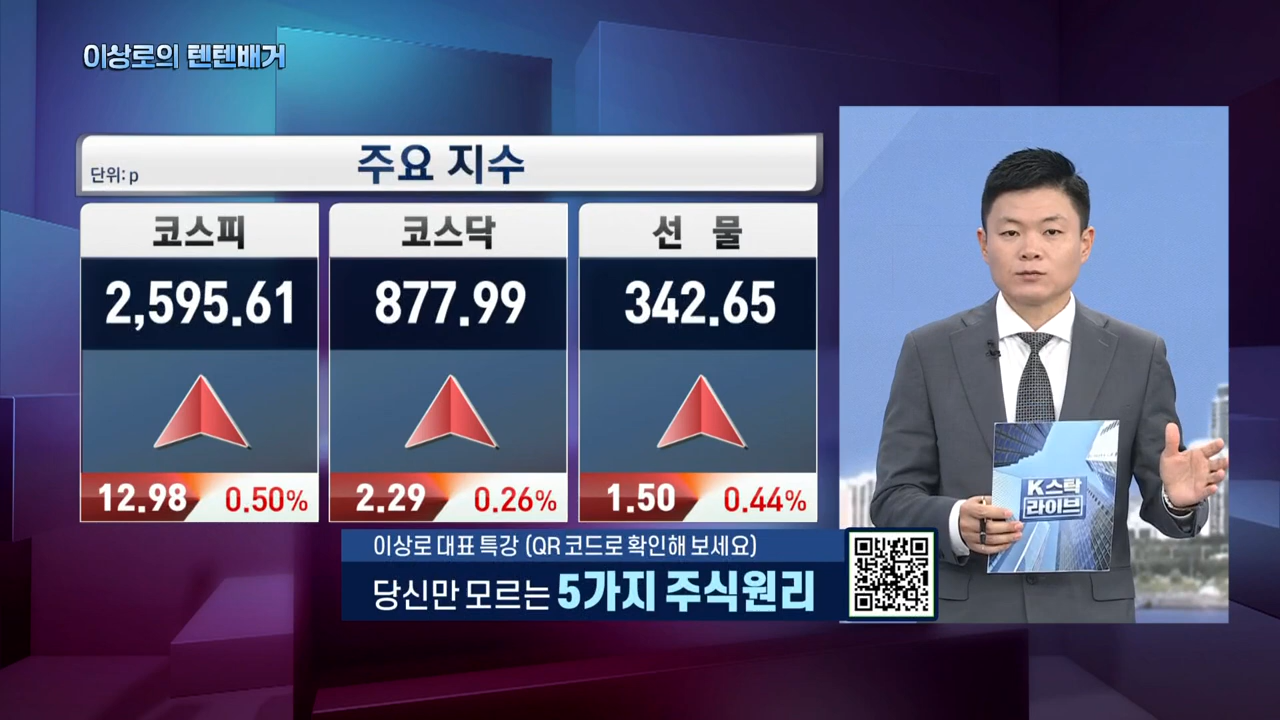 이상로의 텐텐배거
주요 지수
단위:p
코스피
코스닥
선 물
2,595.61
877.99
342.65
12.98 0.50%
2.29 0.26%
1.50 0.44%
K스탁
라이브
이상로 대표 특강 (QR 코드로 확인해 보세요)
당신만 모르는 5가지 주식원리